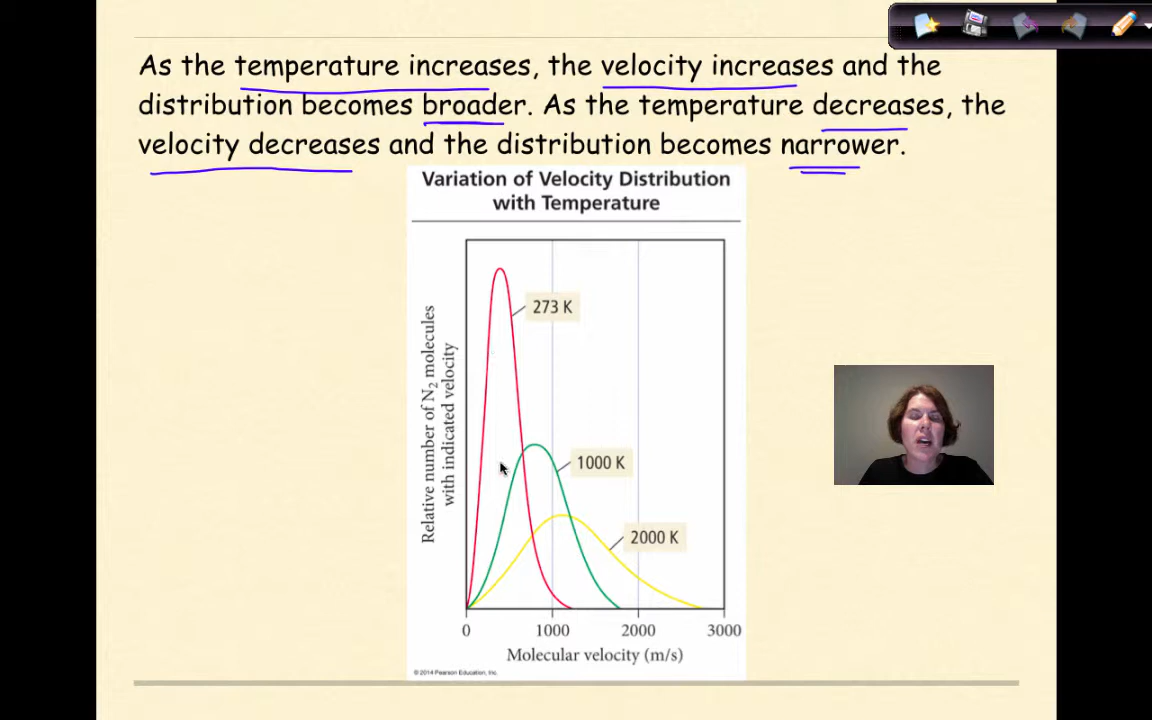 As the temperature increases, the velocity increases and the
distribution becomes broader. As the temperature decreases, the
velocity decreases and the distribution becomes narrower.
Variation of Velocity Distribution
with Temperature
Relative number of N₂ molecules
with indicated velocity
273 K
1000 K
2000 K
0 1000 2000 3000
Molecular velocity (m/s)
© 2014 Pearson Education, Inc.